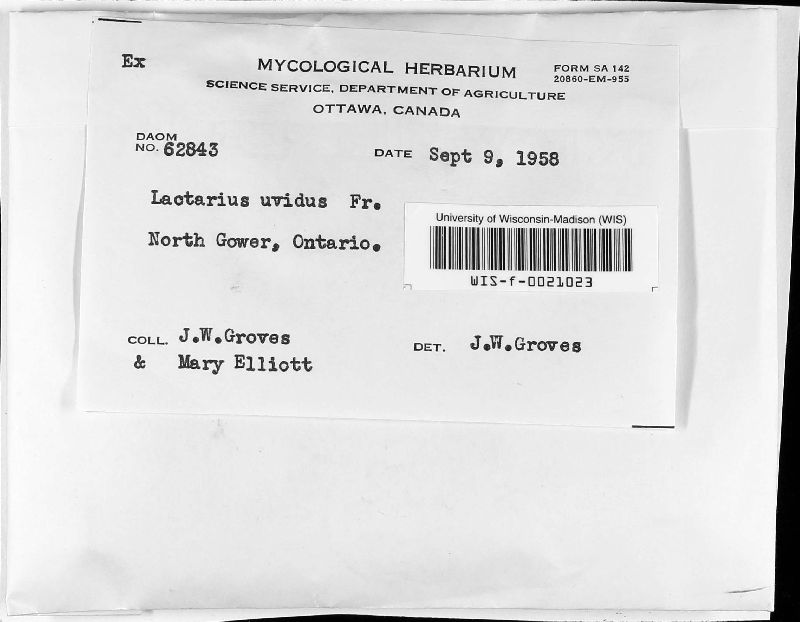 Ex
MYCOLOGICAL HERBARIUM
FORM SA 142
20860-EM-955
SCIENCE SERVICE, DEPARTMENT OF AGRICULTURE
OTTAWA, CANADA
DAOM
NO. 62843
DATE Sept 9, 1958
Lactarius uvidus Fr.
North Gower, Ontario.
University of Wisconsin-Madison (WIS)
WIS-f-0021023
COLL. J.W.Groves
& Mary Elliott
DET. J.W.Groves